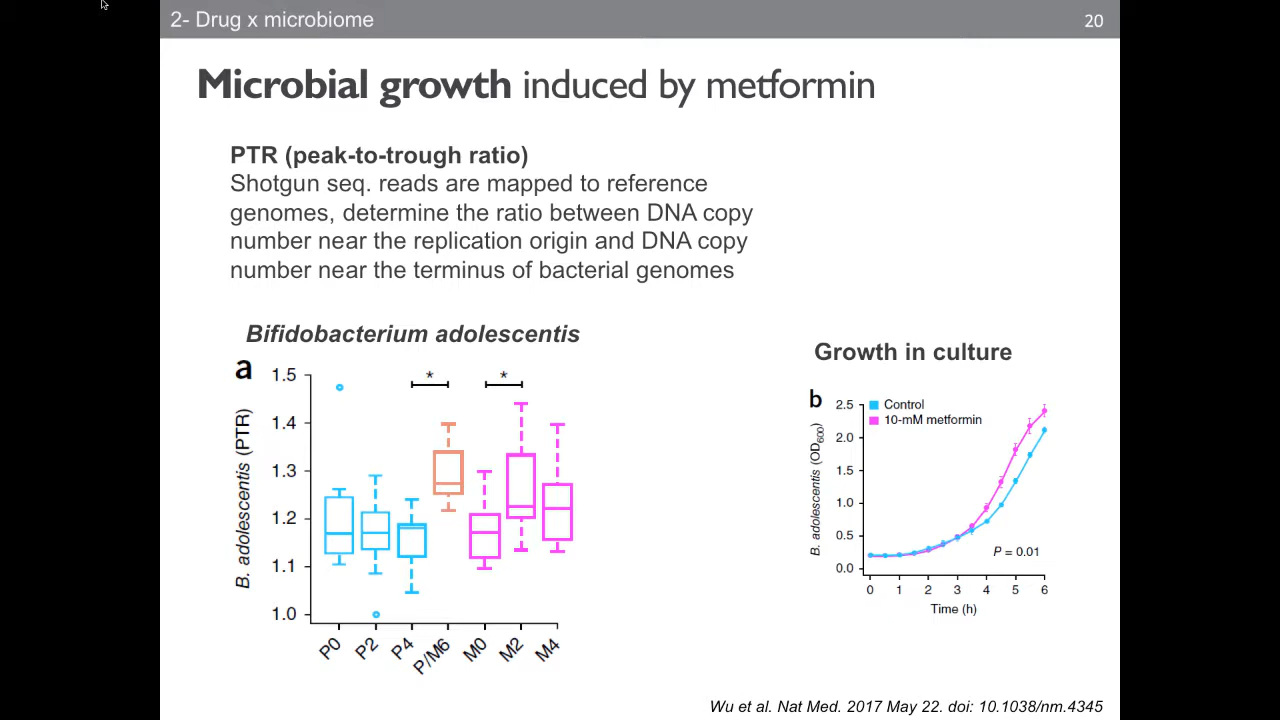 2- Drug x microbiome
20
Microbial growth induced by metformin
PTR (peak-to-trough ratio)
Shotgun seq. reads are mapped to reference
genomes, determine the ratio between DNA copy
number near the replication origin and DNA copy
number near the terminus of bacterial genomes
Bifidobacterium adolescentis
a
B. adolescentis (PTR)
1.5
1.4
1.3
1.2
1.1
1.0
*
*
P0
P2
P4
P/M6
M0
M2
M4
Growth in culture
b
Control
10-mM metformin
B. adolescentis (OD600)
2.5
2.0
1.5
1.0
0.5
0.0
P = 0.01
0 1 2 3 4 5 6
Time (h)
Wu et al. Nat Med. 2017 May 22. doi: 10.1038/nm.4345